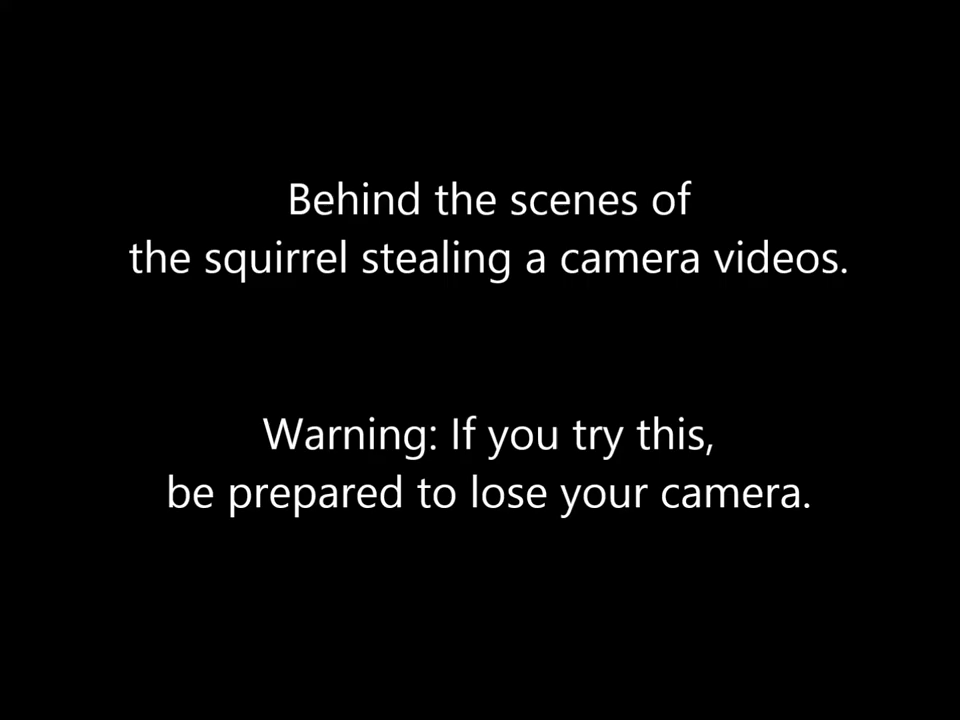 Behind the scenes of
the squirrel stealing a camera videos.
Warning: If you try this,
be prepared to lose your camera.